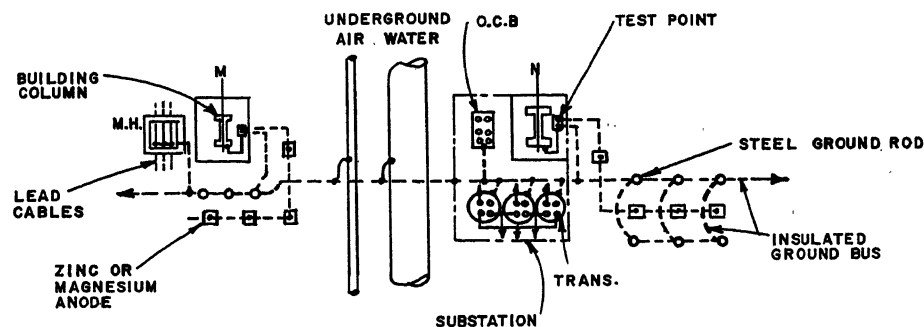 UNDERGROUND
AIR WATER
O.C.B
TEST POINT
BUILDING
COLUMN
M
N
M.H.
STEEL GROUND ROD
LEAD
CABLES
INSULATED
GROUND BUS
ZINC OR
MAGNESIUM
ANODE
TRANS.
SUBSTATION